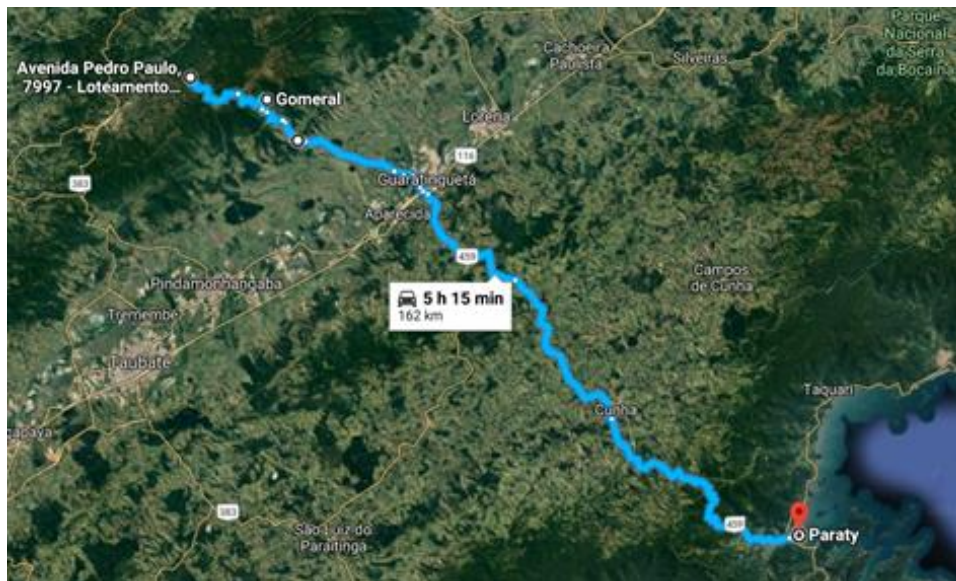 Parque
Nacional
da Serra
da Bocaina
Cachoeira
Paulista
Silveiras
Avenida Pedro Paulo,
7997 - Loteamento...
Gomeral
Lorena
116
383
Guaratinguetá
Aparecida
459
Campos
de Cunha
Pindamonhangaba
5 h 15 min
162 km
Tremembé
Taubaté
Taquari
Cunha
çapava
383
São Luiz do
Paraitinga
459
Paraty